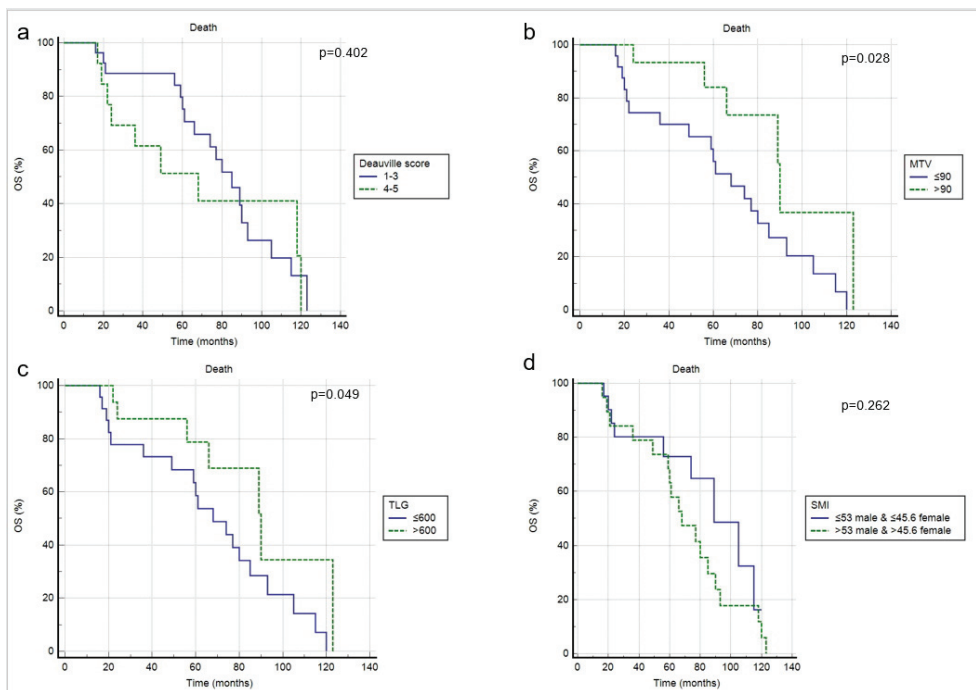 a
Death
p=0.402
OS (%)
100
80
60
40
20
0
0 20 40 60 80 100 120 140
Time (months)
Deauville score
1-3
4-5
b
Death
p=0.028
OS (%)
100
80
60
40
20
0
0 20 40 60 80 100 120 140
Time (months)
MTV
≤90
>90
c
Death
p=0.049
OS (%)
100
80
60
40
20
0
0 20 40 60 80 100 120 140
Time (months)
TLG
≤600
>600
d
Death
p=0.262
OS (%)
100
80
60
40
20
0
0 20 40 60 80 100 120 140
Time (months)
SMI
≤53 male & ≤45.6 female
>53 male & >45.6 female